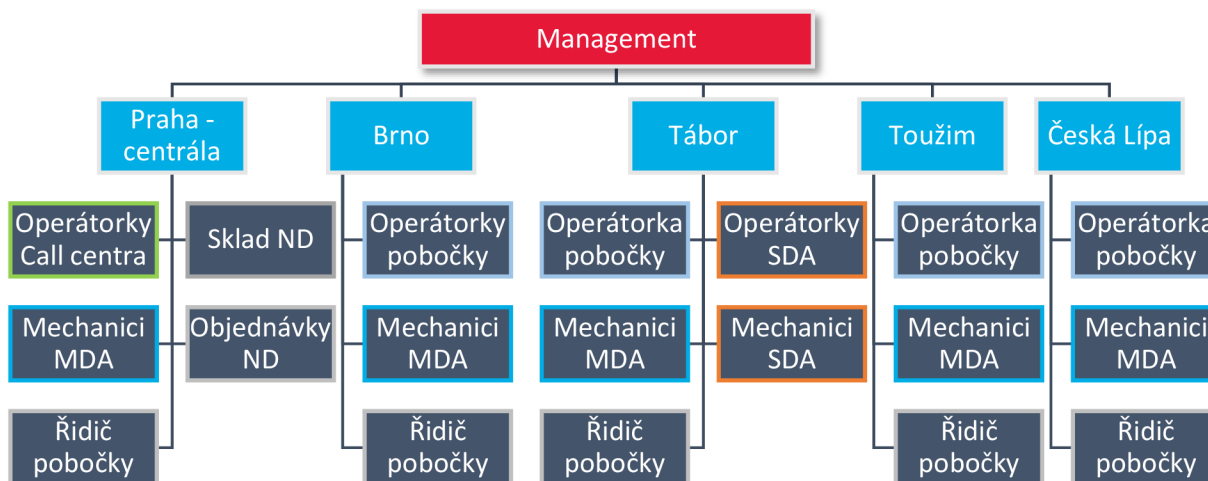 Management
Praha -
centrála
Brno
Tábor
Toužim
Česká Lípa
Operátorky
Call centra
Sklad ND
Operátorky
pobočky
Operátorka
pobočky
Operátorky
SDA
Operátorka
pobočky
Operátorka
pobočky
Mechanici
MDA
Objednávky
ND
Mechanici
MDA
Mechanici
MDA
Mechanici
SDA
Mechanici
MDA
Mechanici
MDA
Řidič
pobočky
Řidič
pobočky
Řidič
pobočky
Řidič
pobočky
Řidič
pobočky